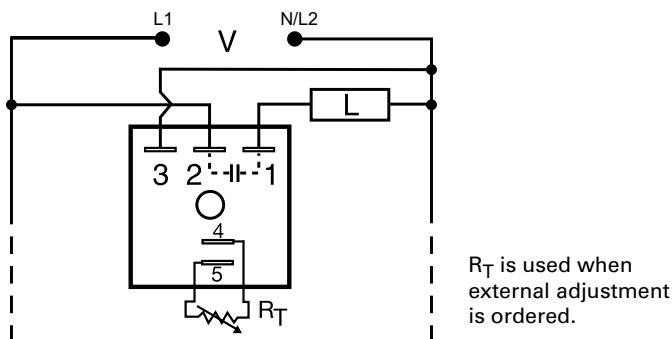 L1
V
N/L2
L
3
2
1
4
5
RT
RT is used when
external adjustment
is ordered.